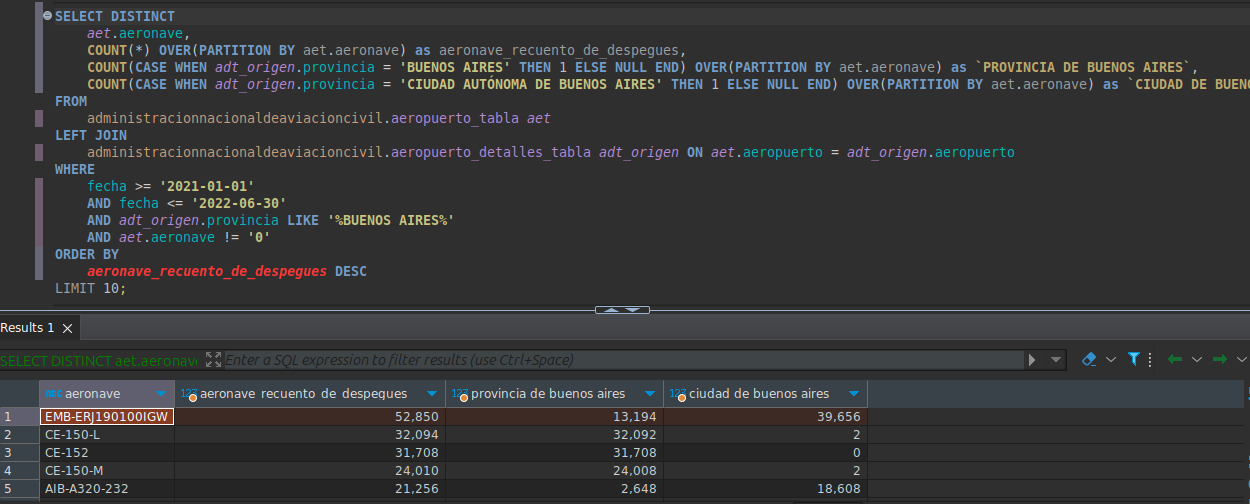 SELECT DISTINCT
aet.aeronave,
COUNT(*) OVER(PARTITION BY aet.aeronave) as aeronave_recuento_de_despegues,
COUNT(CASE WHEN adt_origen.provincia = 'BUENOS AIRES' THEN 1 ELSE NULL END) OVER(PARTITION BY aet.aeronave) as `PROVINCIA DE BUENOS AIRES`,
COUNT(CASE WHEN adt_origen.provincia = 'CIUDAD AUTÓNOMA DE BUENOS AIRES' THEN 1 ELSE NULL END) OVER(PARTITION BY aet.aeronave) as `CIUDAD DE BUENO
FROM
administracionnacionaldeaviacioncivil.aeropuerto_tabla aet
LEFT JOIN
administracionnacionaldeaviacioncivil.aeropuerto_detalles_tabla adt_origen ON aet.aeropuerto = adt_origen.aeropuerto
WHERE
fecha >= '2021-01-01'
AND fecha <= '2022-06-30'
AND adt_origen.provincia LIKE '%BUENOS AIRES%'
AND aet.aeronave != '0'
ORDER BY
aeronave_recuento_de_despegues DESC
LIMIT 10;
Results 1
SELECT DISTINCT aet.aeronav Enter a SQL expression to filter results (use Ctrl+Space)
ABC aeronave 123 aeronave recuento de despegues 123 provincia de buenos aires 123 ciudad de buenos aires
1 EMB-ERJ190100IGW 52,850 13,194 39,656
2 CE-150-L 32,094 32,092 2
3 CE-152 31,708 31,708 0
4 CE-150-M 24,010 24,008 2
5 AIB-A320-232 21,256 2,648 18,608